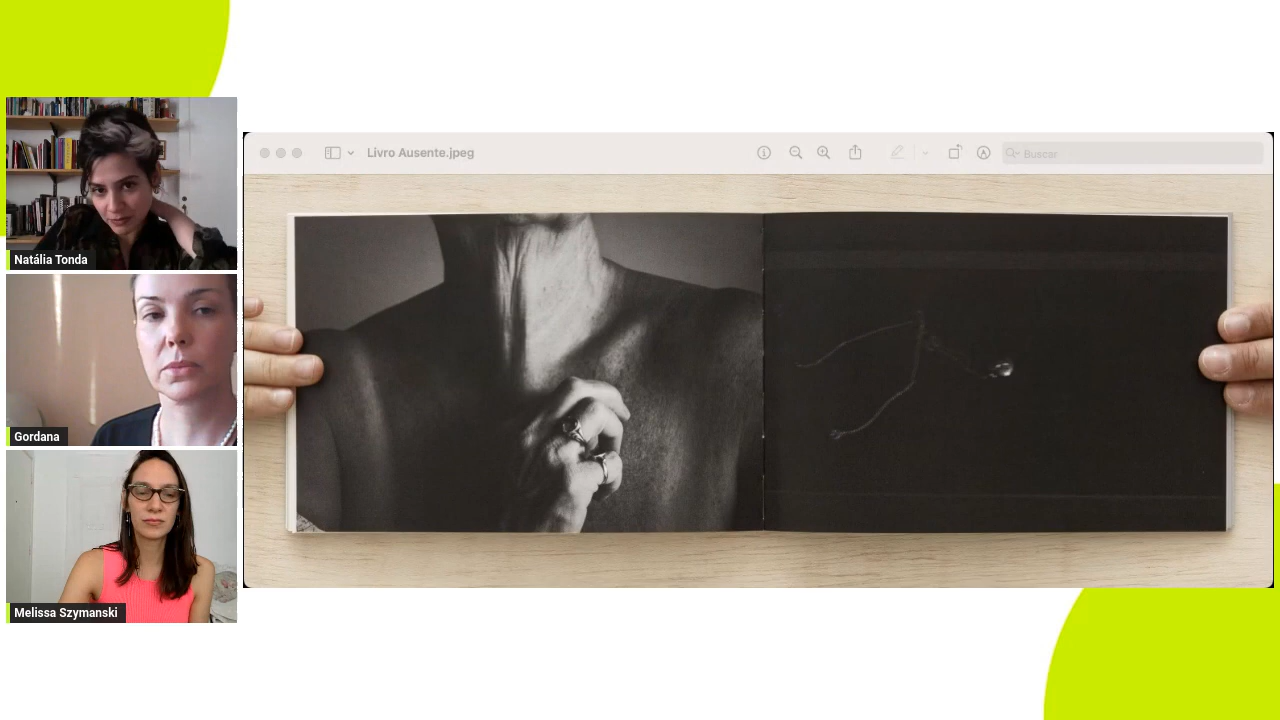 Livro Ausente.jpeg
Buscar
Natália Tonda
Gordana
Melissa Szymanski